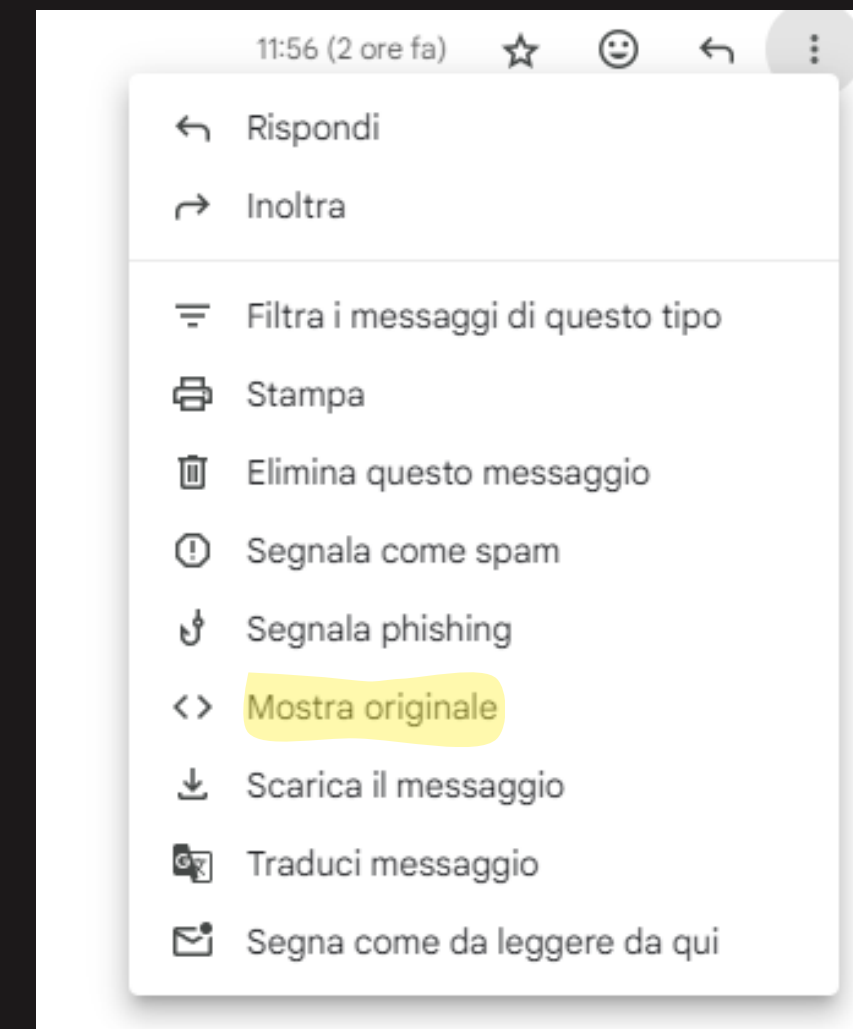 11:56 (2 ore fa)
Rispondi
Inoltra
Filtra i messaggi di questo tipo
Stampa
Elimina questo messaggio
Segnala come spam
Segnala phishing
Mostra originale
Scarica il messaggio
Traduci messaggio
Segna come da leggere da qui